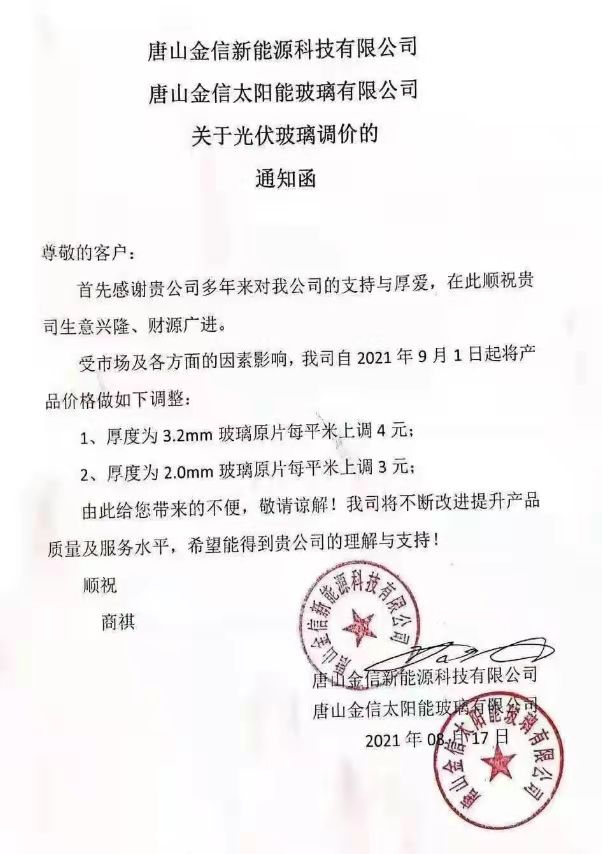 唐山金信新能源科技有限公司
唐山金信太阳能玻璃有限公司
关于光伏玻璃调价的
通知函
尊敬的客户：
首先感谢贵公司多年来对我公司的支持与厚爱，在此顺祝贵
司生意兴隆、财源广进。
受市场及各方面的因素影响，我司自 2021 年 9 月 1 日起将产
品价格做如下调整：
1、厚度为 3.2mm 玻璃原片每平米上调 4 元；
2、厚度为 2.0mm 玻璃原片每平米上调 3 元；
由此给您带来的不便，敬请谅解！我司将不断改进提升产品
质量及服务水平，希望能得到贵公司的理解与支持！
顺祝
商祺
唐山金信新能源科技有限公司
唐山金信新能源科技有限公司
唐山金信太阳能玻璃有限公司
2021 年 08 月 17 日
唐山金信太阳能玻璃有限公司